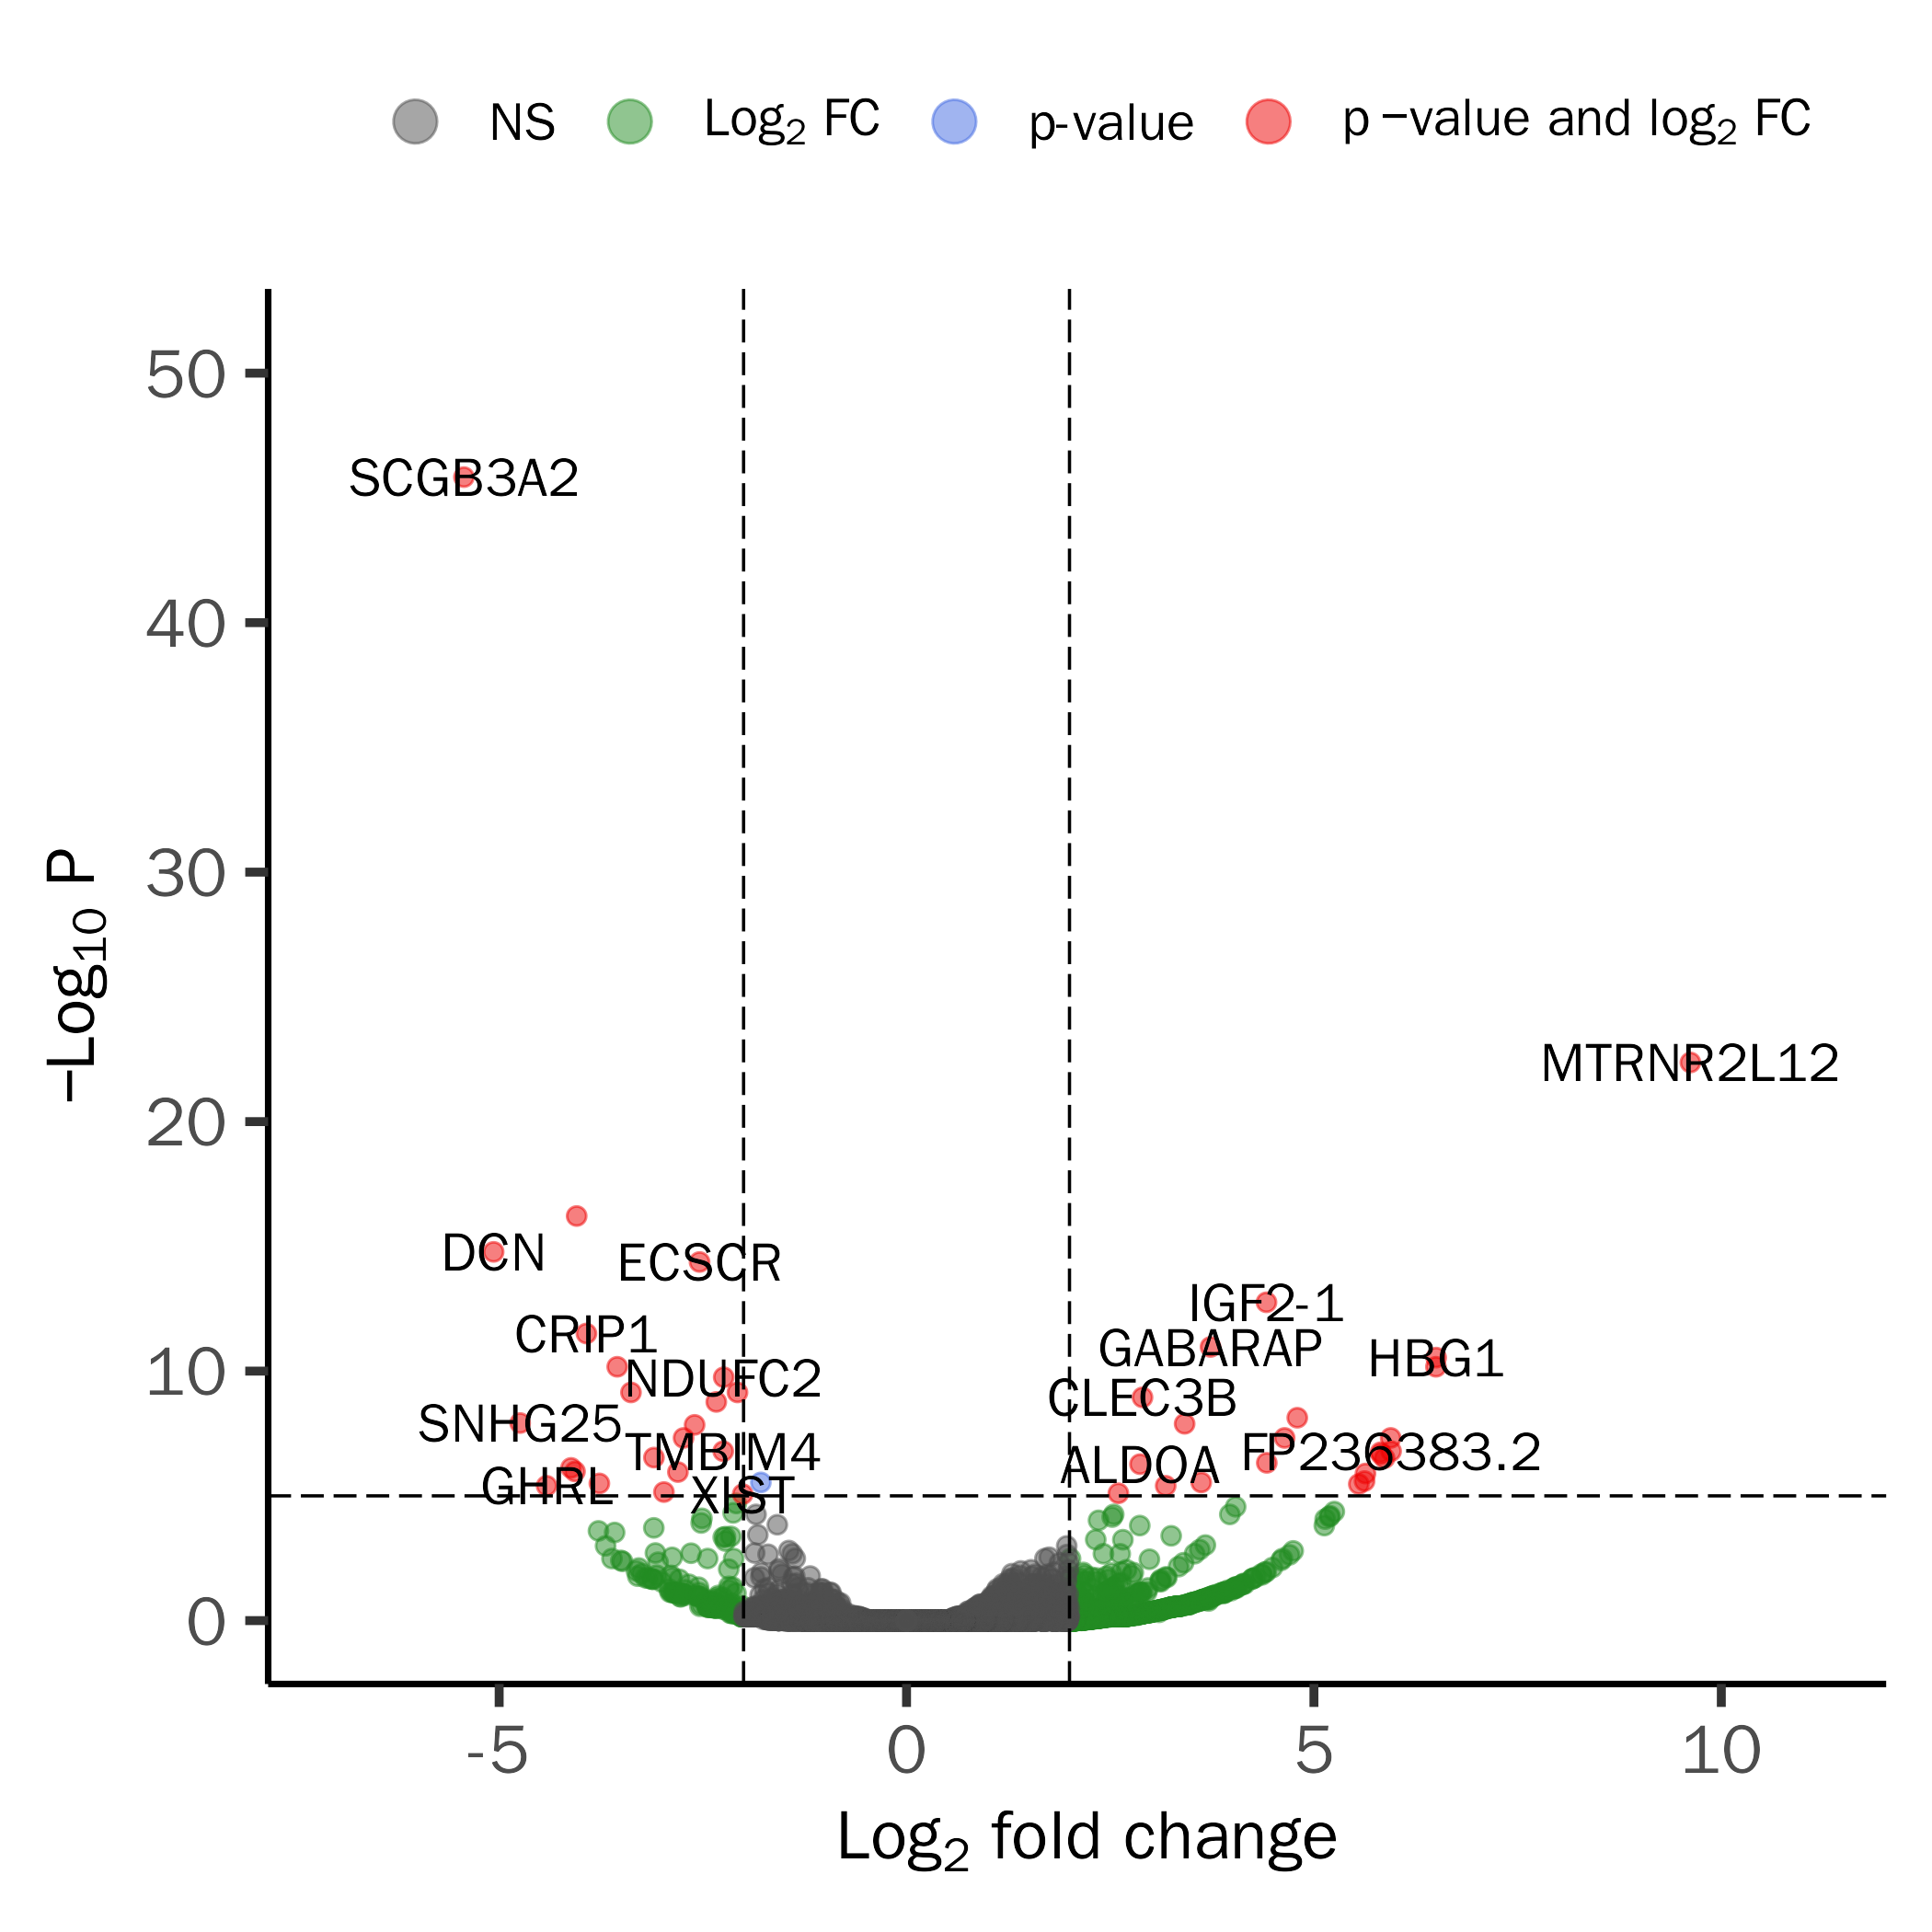 NS Log2 FC p-value p −value and log2 FC
50
SCGB3A2
40
30
−Log10 P
20
MTRNR2L12
DCN
ECSCR
IGF2-1
CRIP1
GABARAP
HBG1
10
NDUFC2
CLEC3B
SNHG25
TMBIM4
FP236383.2
ALDOA
GHRL
XIST
0
-5 0 5 10
Log2 fold change